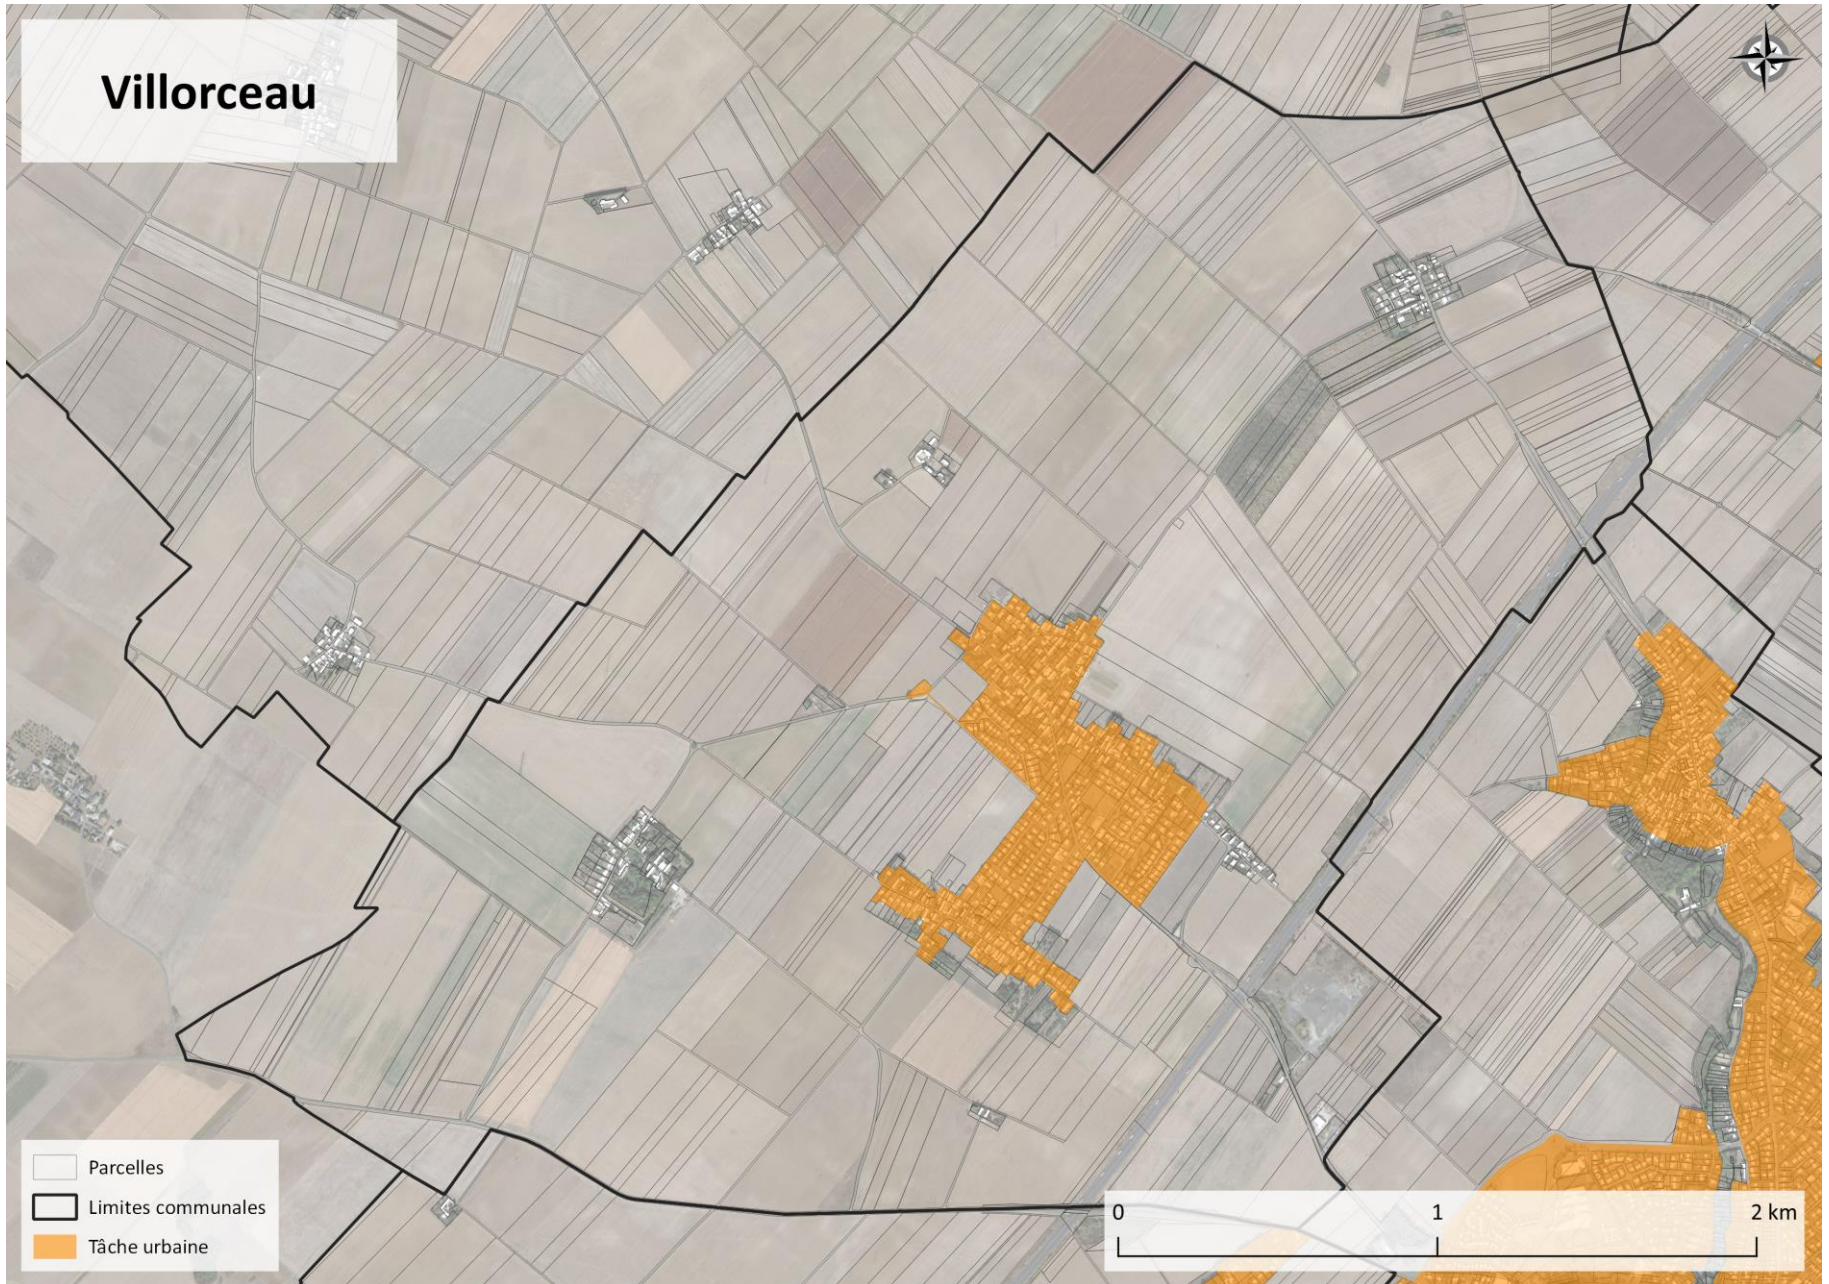 Villorceau
Parcelles
Limites communales
Tâche urbaine
0 1 2 km